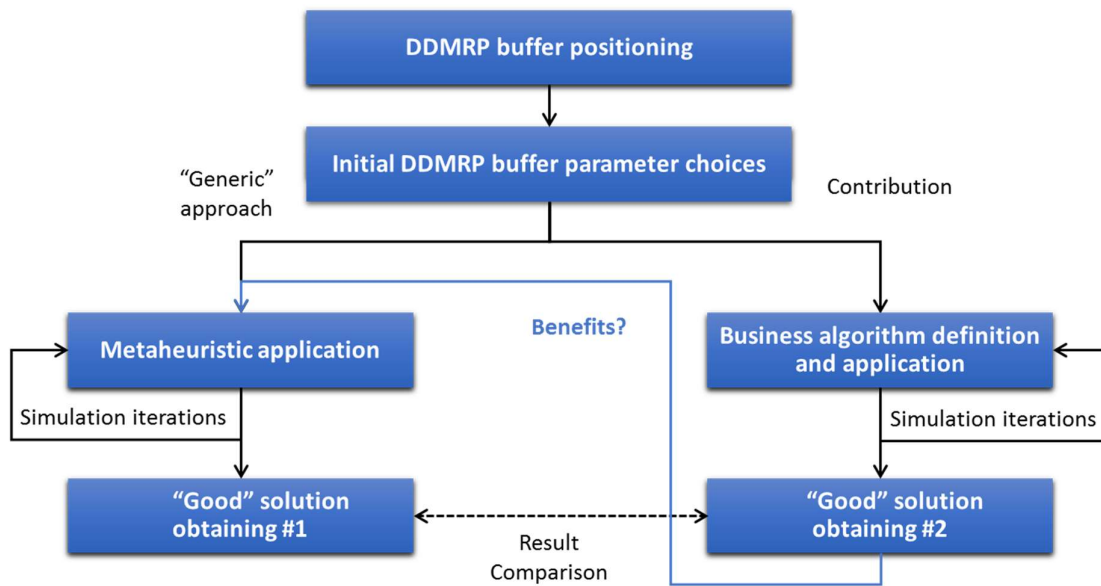 DDMRP buffer positioning
Initial DDMRP buffer parameter choices
“Generic”
approach
Contribution
Benefits?
Metaheuristic application
Business algorithm definition
and application
Simulation iterations
Simulation iterations
“Good” solution
obtaining #1
“Good” solution
obtaining #2
Result
Comparison